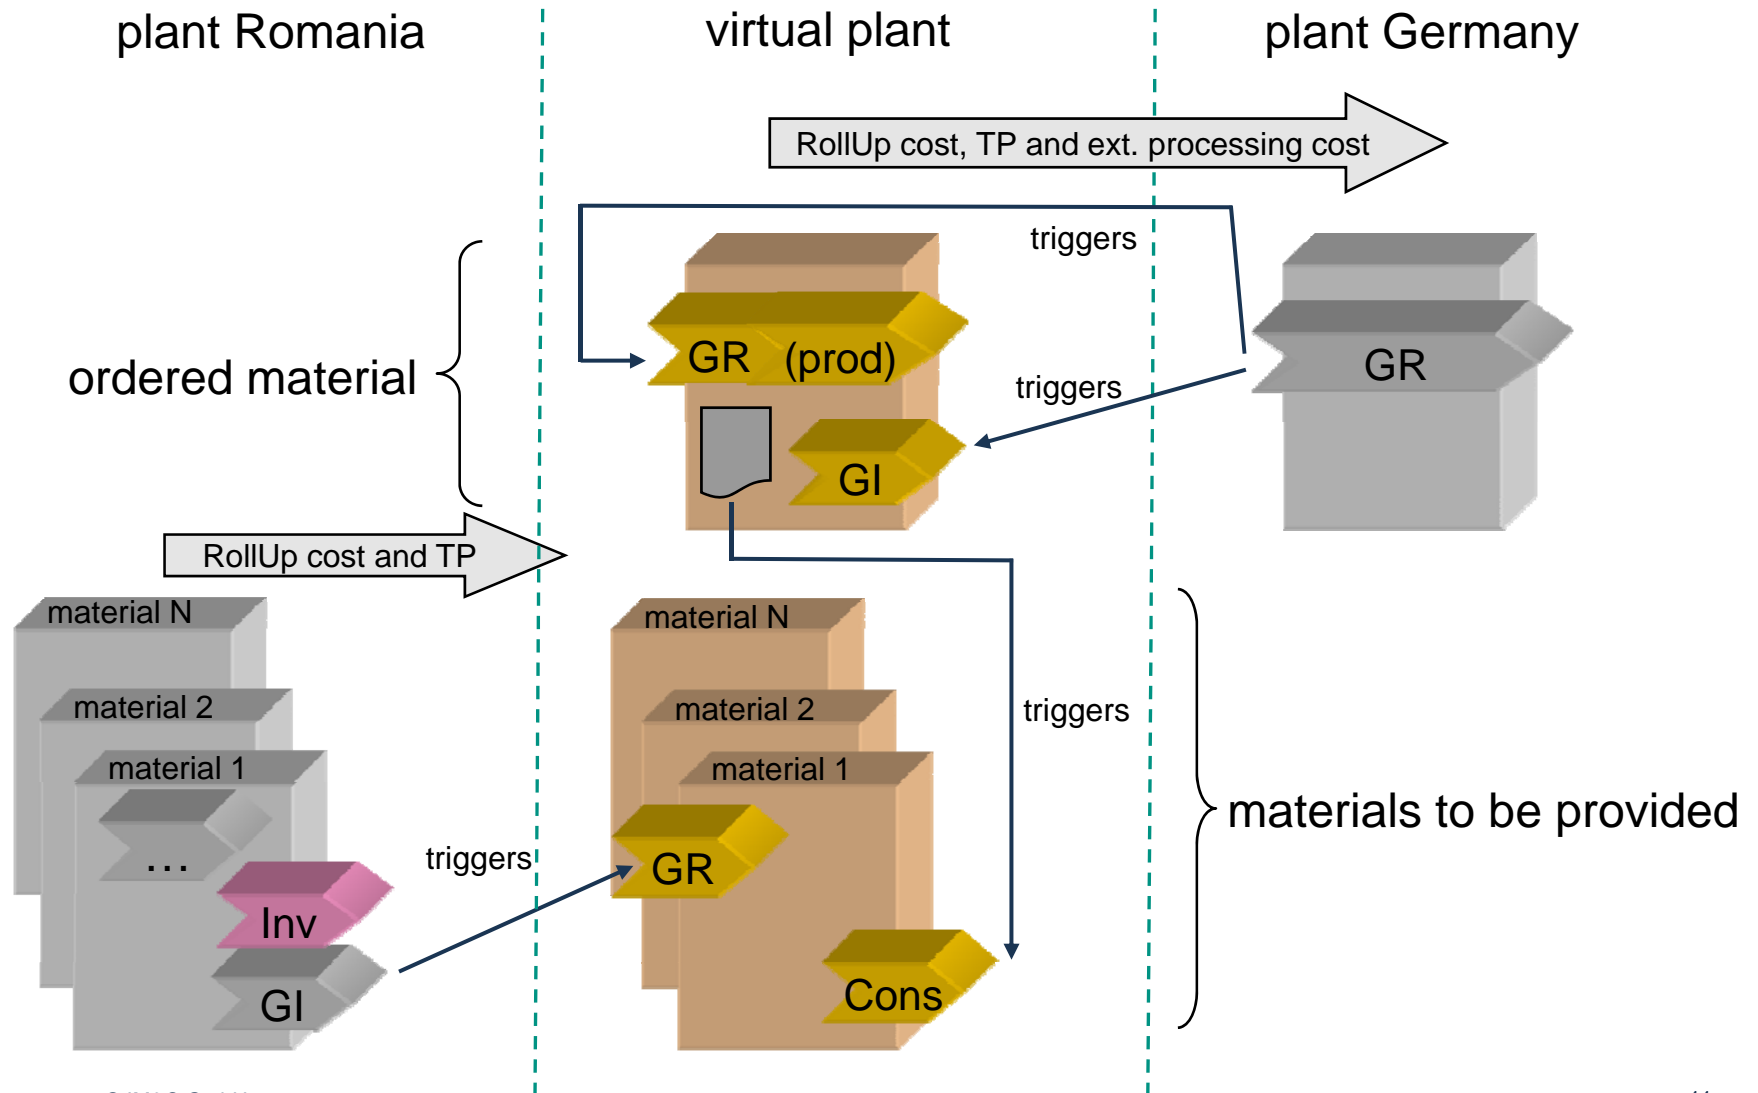 plant Romania
virtual plant
plant Germany
RollUp cost, TP and ext. processing cost
triggers
GR (prod)
GR
ordered material
triggers
GI
RollUp cost and TP
material N
material 2
material 1
…
Inv
GI
triggers
material N
material 2
material 1
GR
Cons
triggers
materials to be provided